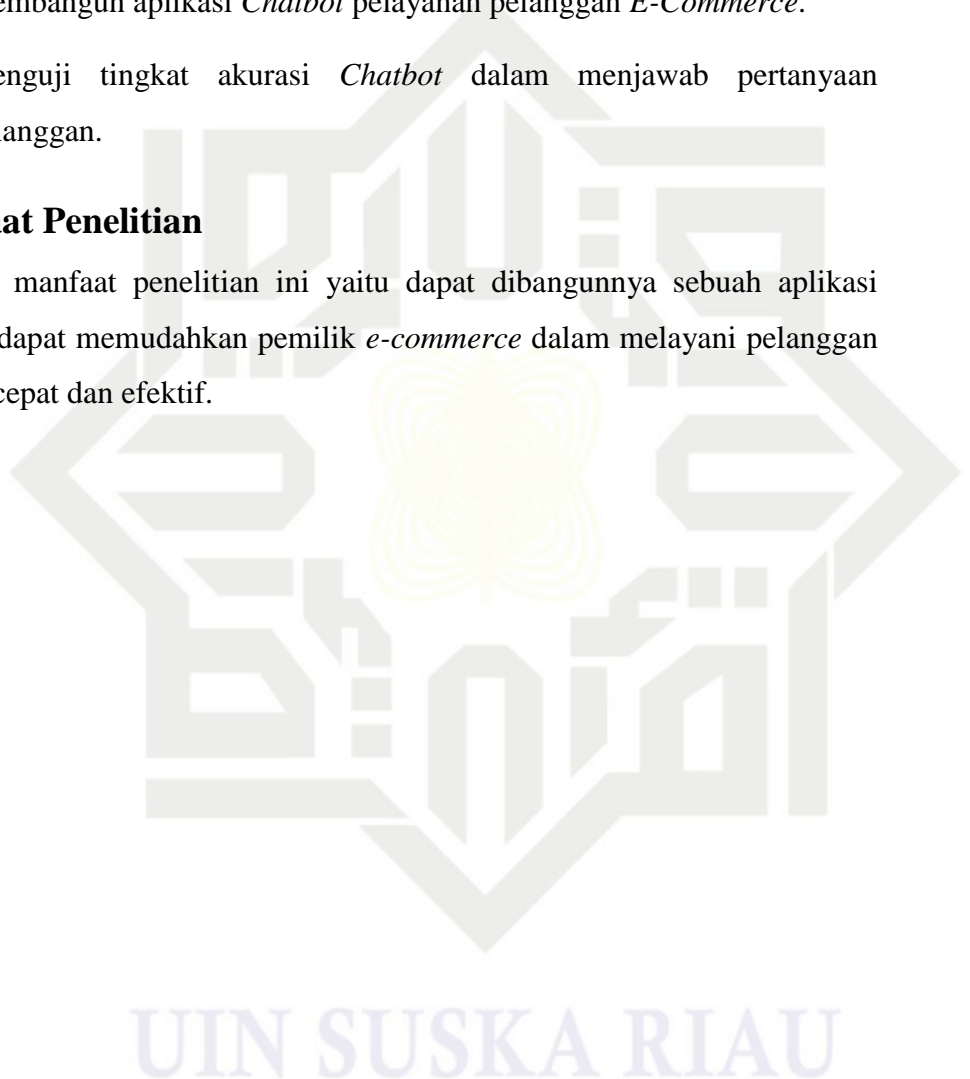 embangun aplikasi Chatbot pelayanan pelanggan E-Commerce.
enguji tingkat akurasi Chatbot dalam menjawab pertanyaan
langgan.
at Penelitian
manfaat penelitian ini yaitu dapat dibangunnya sebuah aplikasi
dapat memudahkan pemilik e-commerce dalam melayani pelanggan
cepat dan efektif.
UIN SUSKA RIAU